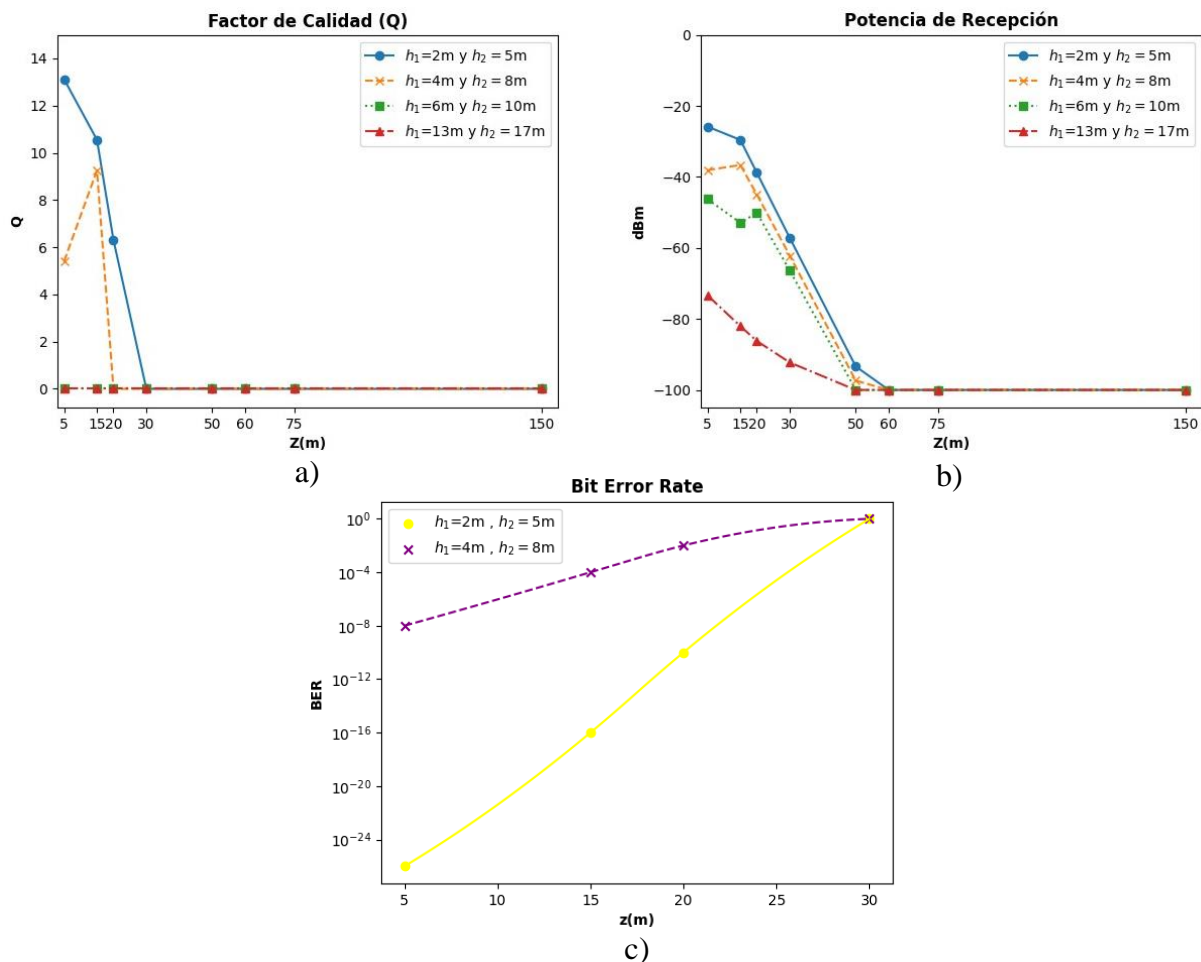 Factor de Calidad (Q)
14
12
10
8
6
4
2
0
Q
h₁=2m y h₂ = 5m
h₁=4m y h₂ = 8m
h₁=6m y h₂ = 10m
h₁=13m y h₂ = 17m
5 1520 30 50 60 75 150
Z(m)
a)
Potencia de Recepción
0
−20
−40
−60
−80
−100
dBm
h₁=2m y h₂ = 5m
h₁=4m y h₂ = 8m
h₁=6m y h₂ = 10m
h₁=13m y h₂ = 17m
5 1520 30 50 60 75 150
Z(m)
b)
Bit Error Rate
10⁰
10⁻⁴
10⁻⁸
10⁻¹²
10⁻¹⁶
10⁻²⁰
10⁻²⁴
BER
h₁=2m , h₂ = 5m
h₁=4m , h₂ = 8m
5 10 15 20 25 30
z(m)
c)